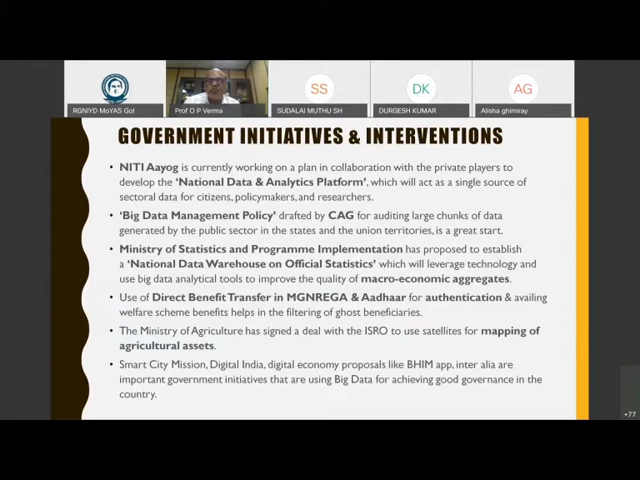 SS
DK
AG
RGNIYD MoYAS GoI
Prof O P Verma
SUDALAI MUTHU SH
DURGESH KUMAR
Alisha ghimiray
GOVERNMENT INITIATIVES & INTERVENTIONS
• NITI Aayog is currently working on a plan in collaboration with the private players to
develop the ‘National Data & Analytics Platform’, which will act as a single source of
sectoral data for citizens, policymakers, and researchers.
• ‘Big Data Management Policy’ drafted by CAG for auditing large chunks of data
generated by the public sector in the states and the union territories, is a great start.
• Ministry of Statistics and Programme Implementation has proposed to establish
a ‘National Data Warehouse on Official Statistics’ which will leverage technology and
use big data analytical tools to improve the quality of macro-economic aggregates.
• Use of Direct Benefit Transfer in MGNREGA & Aadhaar for authentication & availing
welfare scheme benefits helps in the filtering of ghost beneficiaries.
• The Ministry of Agriculture has signed a deal with the ISRO to use satellites for mapping of
agricultural assets.
• Smart City Mission, Digital India, digital economy proposals like BHIM app, inter alia are
important government initiatives that are using Big Data for achieving good governance in the
country.
+77